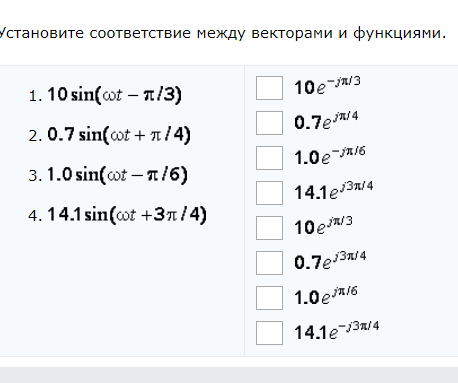 Установите соответствие между векторами и функциями.
1. 10 sin(ωt − π/3)
2. 0.7 sin(ωt + π/4)
3. 1.0 sin(ωt − π/6)
4. 14.1 sin(ωt +3π/4)
10e^{−jπ/3}
0.7e^{jπ/4}
1.0e^{−jπ/6}
14.1e^{j3π/4}
10e^{jπ/3}
0.7e^{j3π/4}
1.0e^{jπ/6}
14.1e^{−j3π/4}